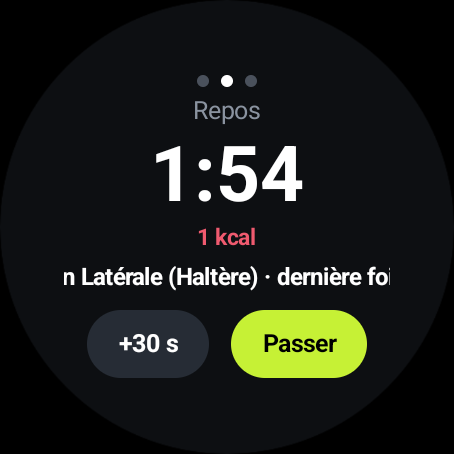 Repos
1:54
1 kcal
n Latérale (Haltère) · dernière foi
+30 s
Passer